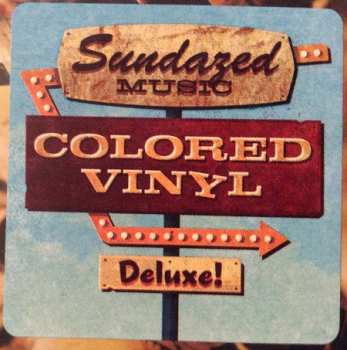 Sundazed
MUSIC
COLORED
VINYL
Deluxe!